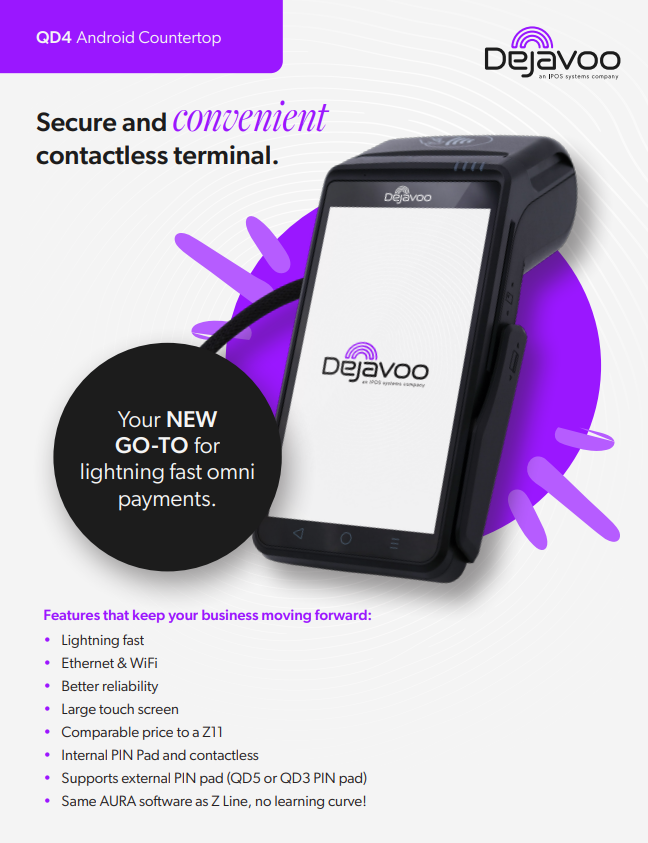 QD4 Android Countertop
Dejavoo
an IPOS systems company
Secure and convenient
contactless terminal.
Dejavoo
Dejavoo
an IPOS systems company
Your NEW
GO-TO for
lightning fast omni
payments.
Features that keep your business moving forward:
• Lightning fast
• Ethernet & WiFi
• Better reliability
• Large touch screen
• Comparable price to a Z11
• Internal PIN Pad and contactless
• Supports external PIN pad (QD5 or QD3 PIN pad)
• Same AURA software as Z Line, no learning curve!